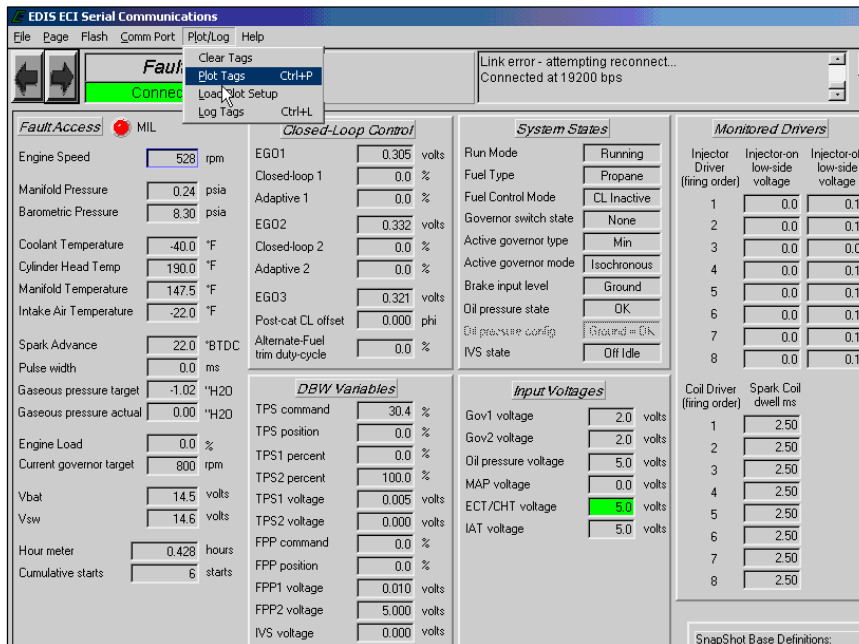 EDIS ECI Serial Communications
File Page Flash Comm Port Plot/Log Help
Clear Tags
Plot Tags Ctrl+P
Load Plot Setup
Log Tags Ctrl+L
Link error - attempting reconnect...
Connected at 19200 bps
Fault Access MIL
Engine Speed 528 rpm
Manifold Pressure 0.24 psia
Barometric Pressure 8.30 psia
Coolant Temperature -40.0 °F
Cylinder Head Temp 190.0 °F
Manifold Temperature 147.5 °F
Intake Air Temperature -22.0 °F
Spark Advance 22.0 °BTDC
Pulse width 0.0 ms
Gaseous pressure target -1.02 "H2O
Gaseous pressure actual 0.00 "H2O
Engine Load 0.0 %
Current governor target 800 rpm
Vbat 14.5 volts
Vsw 14.6 volts
Hour meter 0.428 hours
Cumulative starts 6 starts
Closed-Loop Control
EGO1 0.305 volts
Closed-loop 1 0.0 %
Adaptive 1 0.0 %
EGO2 0.332 volts
Closed-loop 2 0.0 %
Adaptive 2 0.0 %
EGO3 0.321 volts
Post-cat CL offset 0.000 phi
Alternate-Fuel
trim duty-cycle 0.0 %
DBW Variables
TPS command 30.4 %
TPS position 0.0 %
TPS1 percent 0.0 %
TPS2 percent 100.0 %
TPS1 voltage 0.005 volts
TPS2 voltage 0.000 volts
FPP command 0.0 %
FPP position 0.0 %
FPP1 voltage 0.010 volts
FPP2 voltage 5.000 volts
IVS voltage 0.000 volts
System States
Run Mode Running
Fuel Type Propane
Fuel Control Mode CL Inactive
Governor switch state None
Active governor type Min
Active governor mode Isochronous
Brake input level Ground
Oil pressure state OK
Oil pressure config Ground = OK
IVS state Off Idle
Input Voltages
Gov1 voltage 2.0 volts
Gov2 voltage 2.0 volts
Oil pressure voltage 5.0 volts
MAP voltage 0.0 volts
ECT/CHT voltage 5.0 volts
IAT voltage 5.0 volts
Monitored Drivers
Injector Injector-on
Driver low-side low-side
(firing order) voltage voltage
1 0.0
2 0.0
3 0.0
4 0.0
5 0.0
6 0.0
7 0.0
8 0.0
Coil Driver Spark Coil
(firing order) dwell ms
1 2.50
2 2.50
3 2.50
4 2.50
5 2.50
6 2.50
7 2.50
8 2.50
SnapShot Base Definitions: